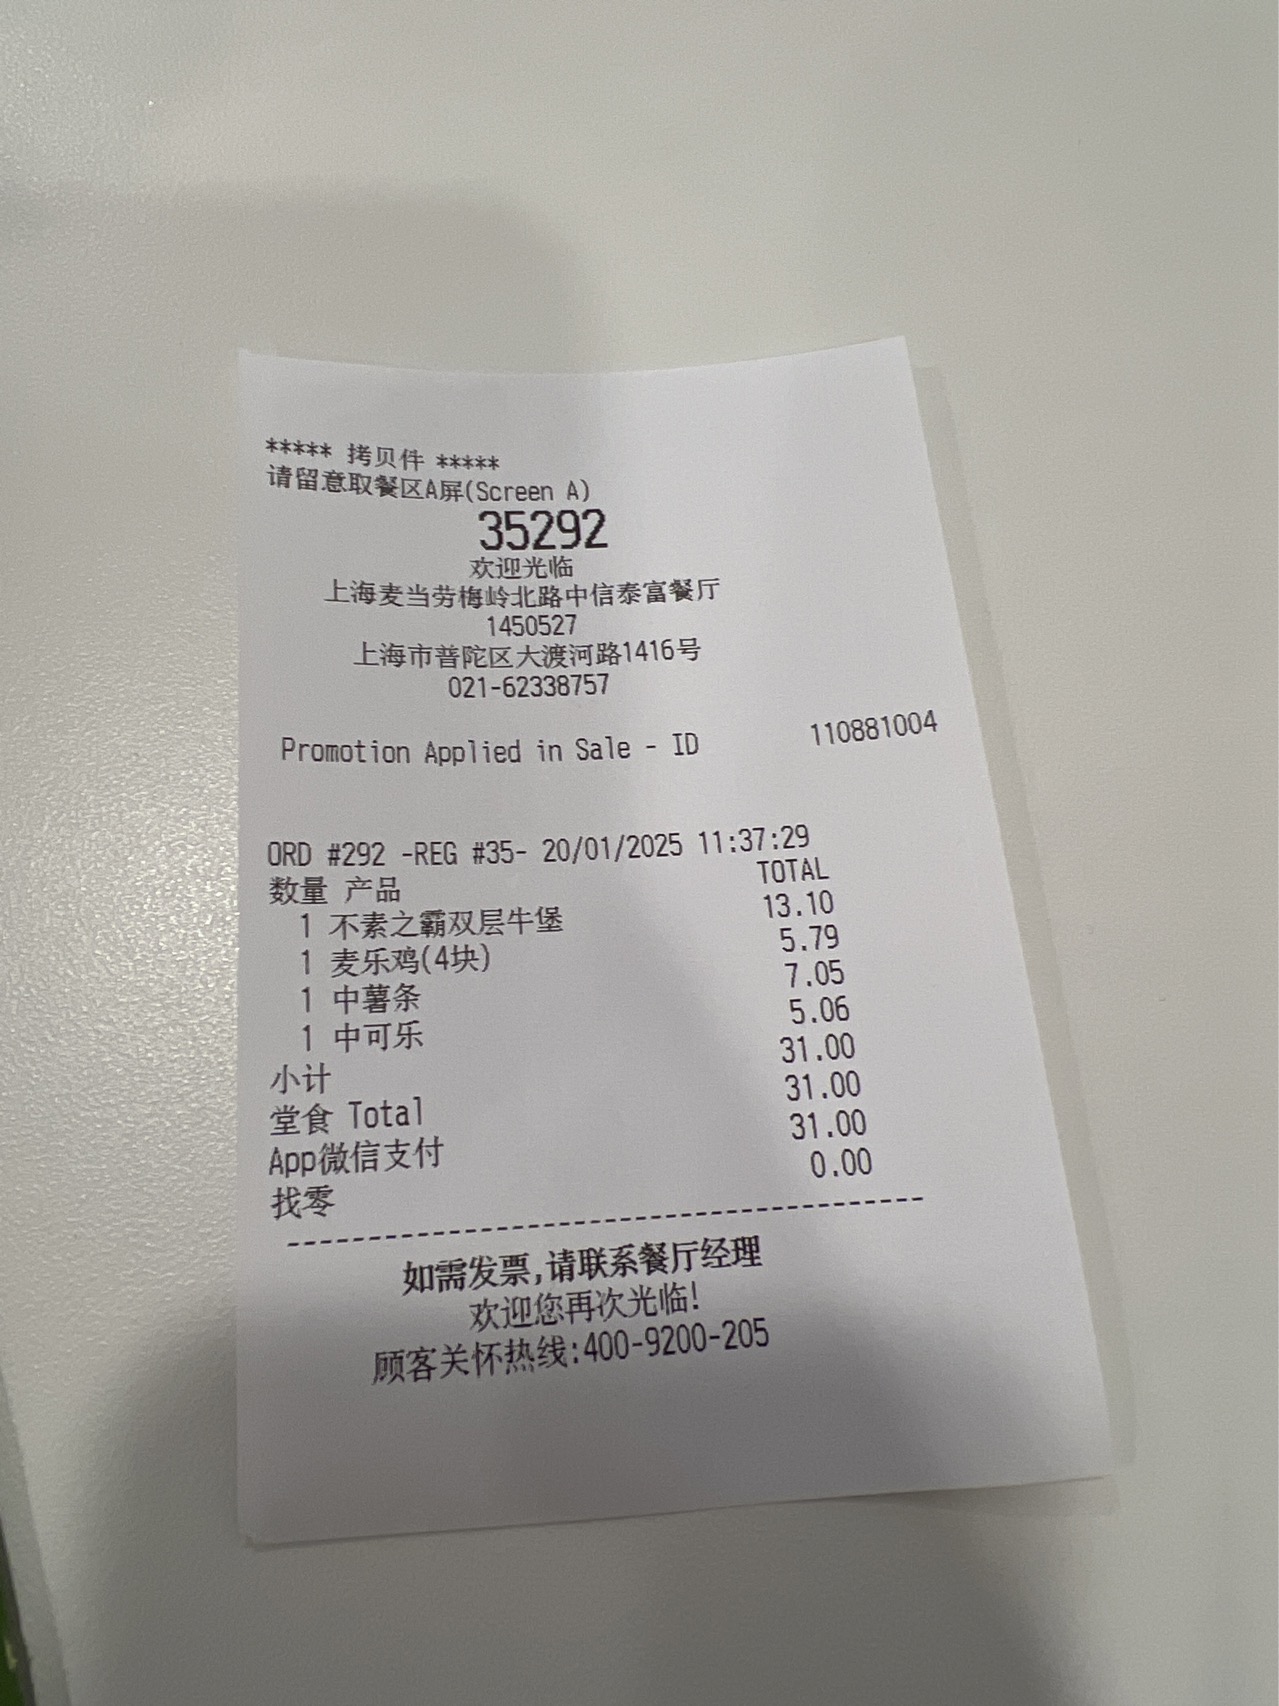 ***** 拷贝件 *****
请留意取餐区A屏(Screen A)
35292
欢迎光临
上海麦当劳梅岭北路中信泰富餐厅
1450527
上海市普陀区大渡河路1416号
021-62338757
Promotion Applied in Sale - ID 110881004
ORD #292 -REG #35- 20/01/2025 11:37:29
数量 产品 TOTAL
1 不素之霸双层牛堡 13.10
1 麦乐鸡(4块) 5.79
1 中薯条 7.05
1 中可乐 5.06
小计 31.00
堂食 Total 31.00
App微信支付 31.00
找零 0.00
------------------------------------------
如需发票,请联系餐厅经理
欢迎您再次光临!
顾客关怀热线:400-9200-205